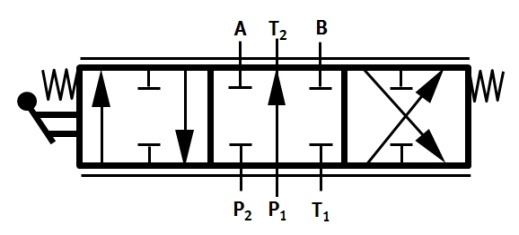 A T₂ B
P₂ P₁ T₁